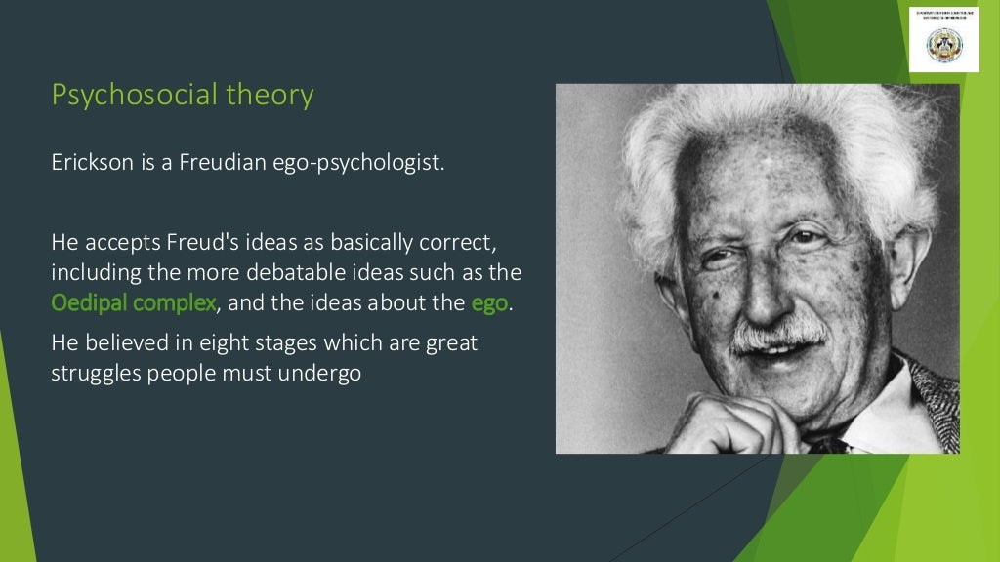 Psychosocial theory
Erickson is a Freudian ego-psychologist.
He accepts Freud's ideas as basically correct,
including the more debatable ideas such as the
Oedipal complex, and the ideas about the ego.
He believed in eight stages which are great
struggles people must undergo